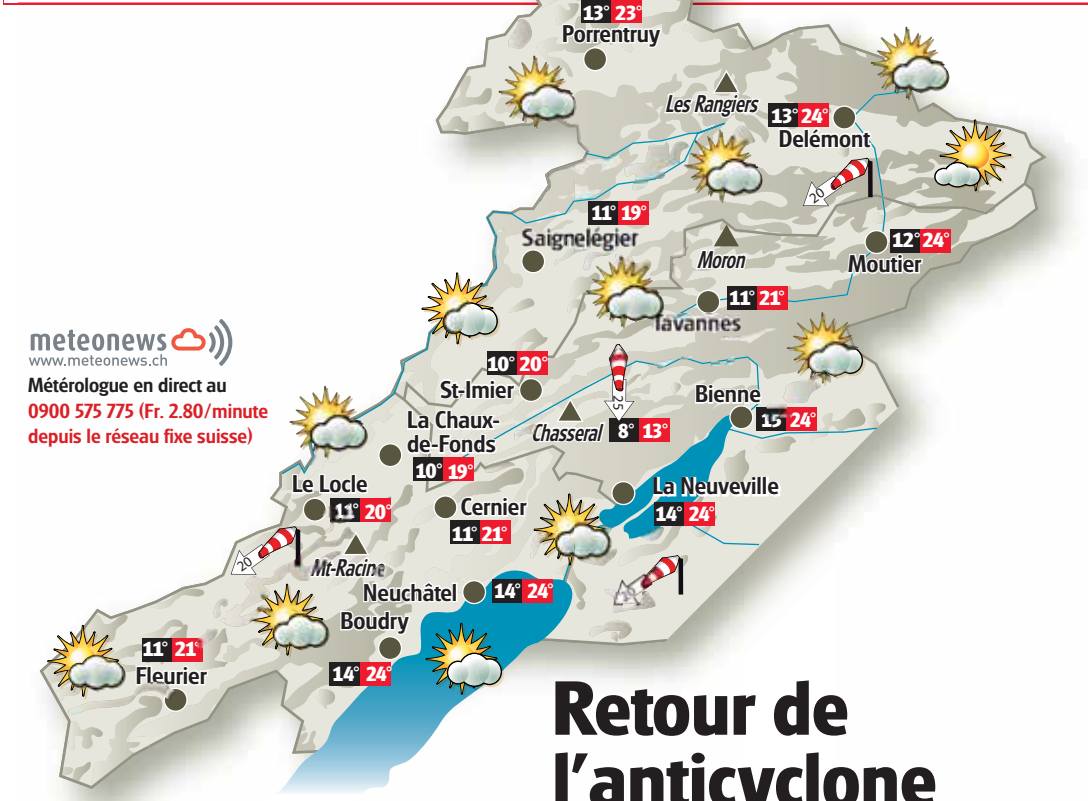 13° 23°
Porrentruy
Les Rangiers
13° 24°
Delémont
20
11° 19°
Saignelégier
Moron
12° 24°
Moutier
11° 21°
Tavannes
meteonews
www.meteonews.ch
Météorologue en direct au
0900 575 775 (Fr. 2.80/minute
depuis le réseau fixe suisse)
10° 20°
St-Imier
25
Chasseral 8° 13°
Bienne
15° 24°
La Chaux-
de-Fonds
10° 19°
Le Locle
11° 20°
Cernier
11° 21°
La Neuveville
14° 24°
20
Mt-Racine
Neuchâtel 14° 24°
Boudry
14° 24°
11° 21°
Fleurier
Retour de
l'anticyclone